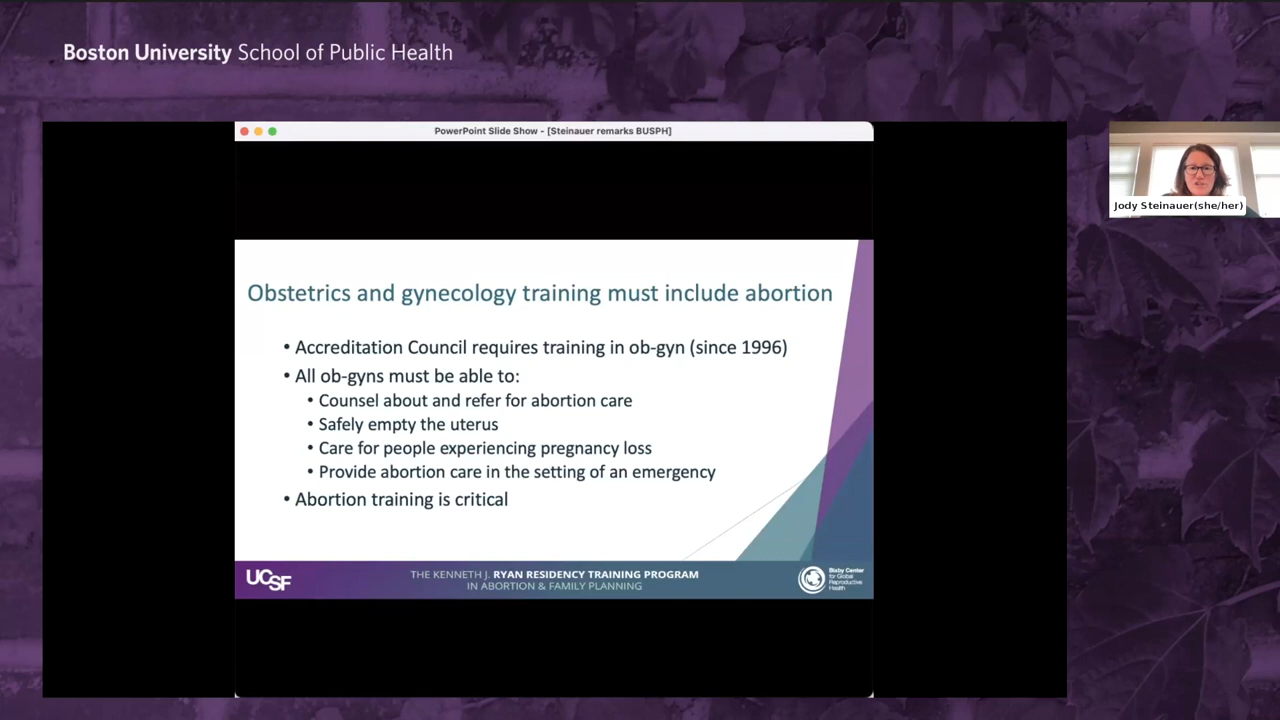 Boston University School of Public Health
PowerPoint Slide Show - [Steinauer remarks BUSPH]
Jody Steinauer(she/her)
Obstetrics and gynecology training must include abortion
• Accreditation Council requires training in ob-gyn (since 1996)
• All ob-gyns must be able to:
• Counsel about and refer for abortion care
• Safely empty the uterus
• Care for people experiencing pregnancy loss
• Provide abortion care in the setting of an emergency
• Abortion training is critical
UCSF
THE KENNETH J. RYAN RESIDENCY TRAINING PROGRAM
IN ABORTION & FAMILY PLANNING
Bixby Center
for Global
Reproductive
Health